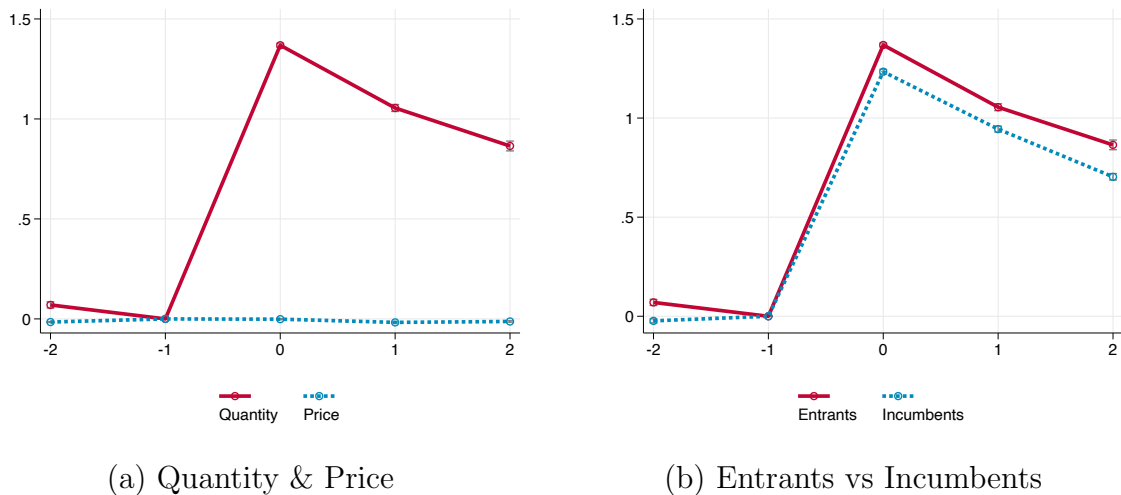 1.5
1
.5
0
-2 -1 0 1 2
Quantity Price
(a) Quantity & Price
1.5
1
.5
0
-2 -1 0 1 2
Entrants Incumbents
(b) Entrants vs Incumbents